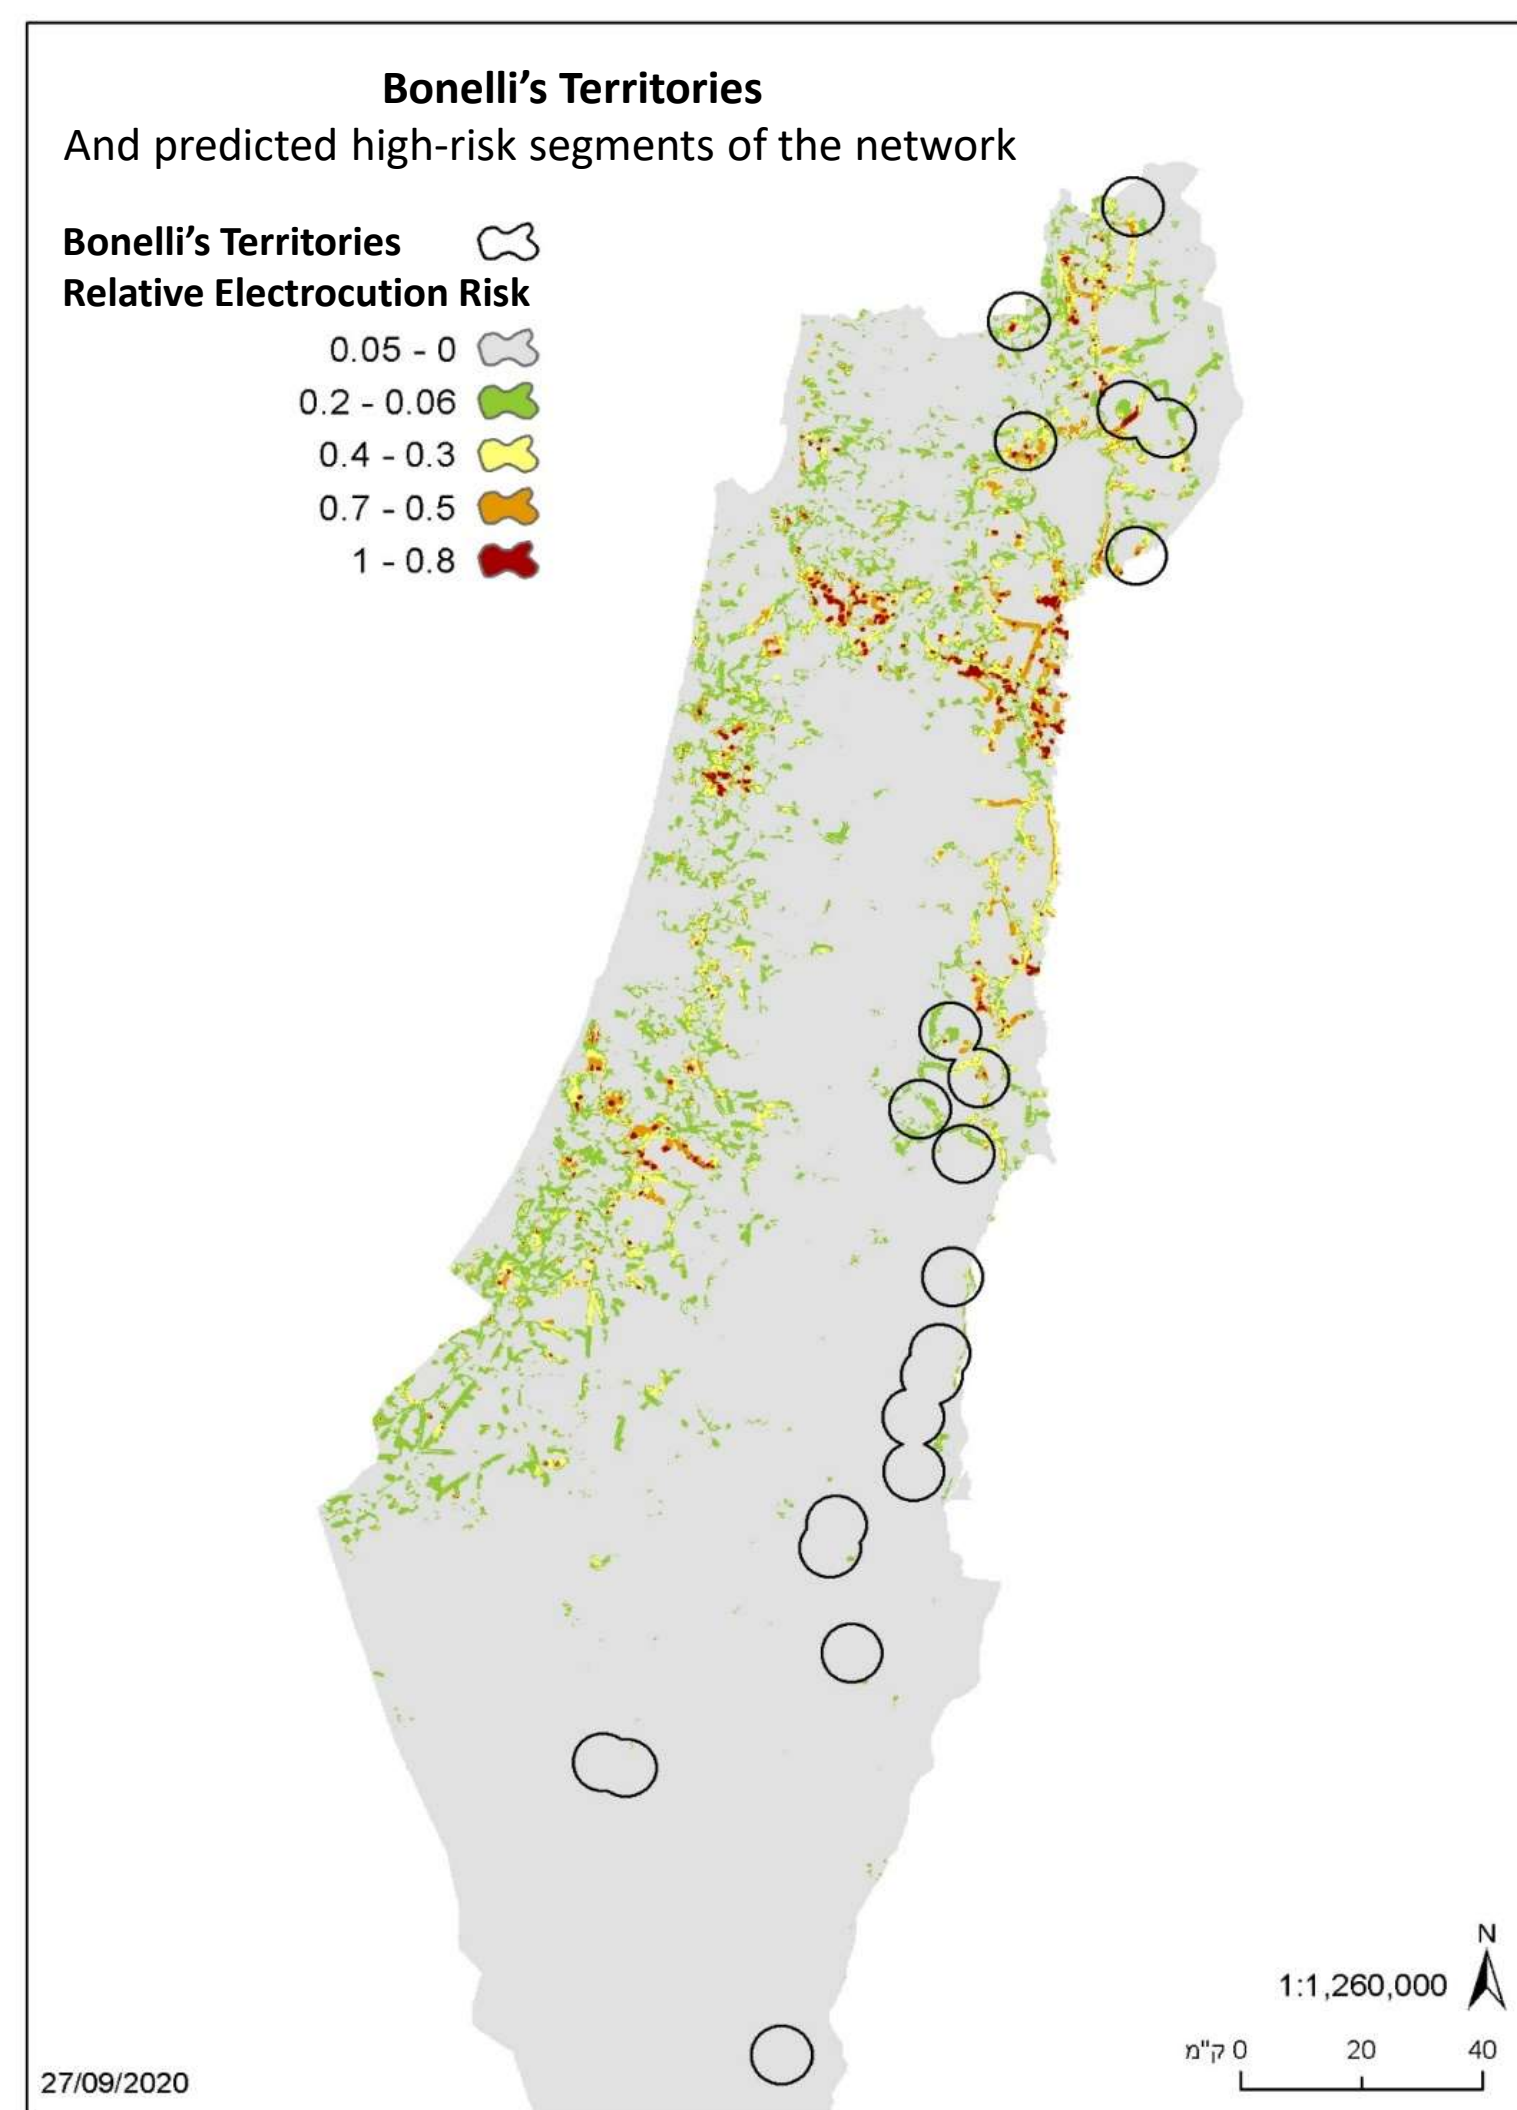 Bonelli’s Territories
And predicted high-risk segments of the network
Bonelli’s Territories
Relative Electrocution Risk
0.05 - 0
0.2 - 0.06
0.4 - 0.3
0.7 - 0.5
1 - 0.8
N
1:1,260,000
ק"מ 0 20 40
27/09/2020